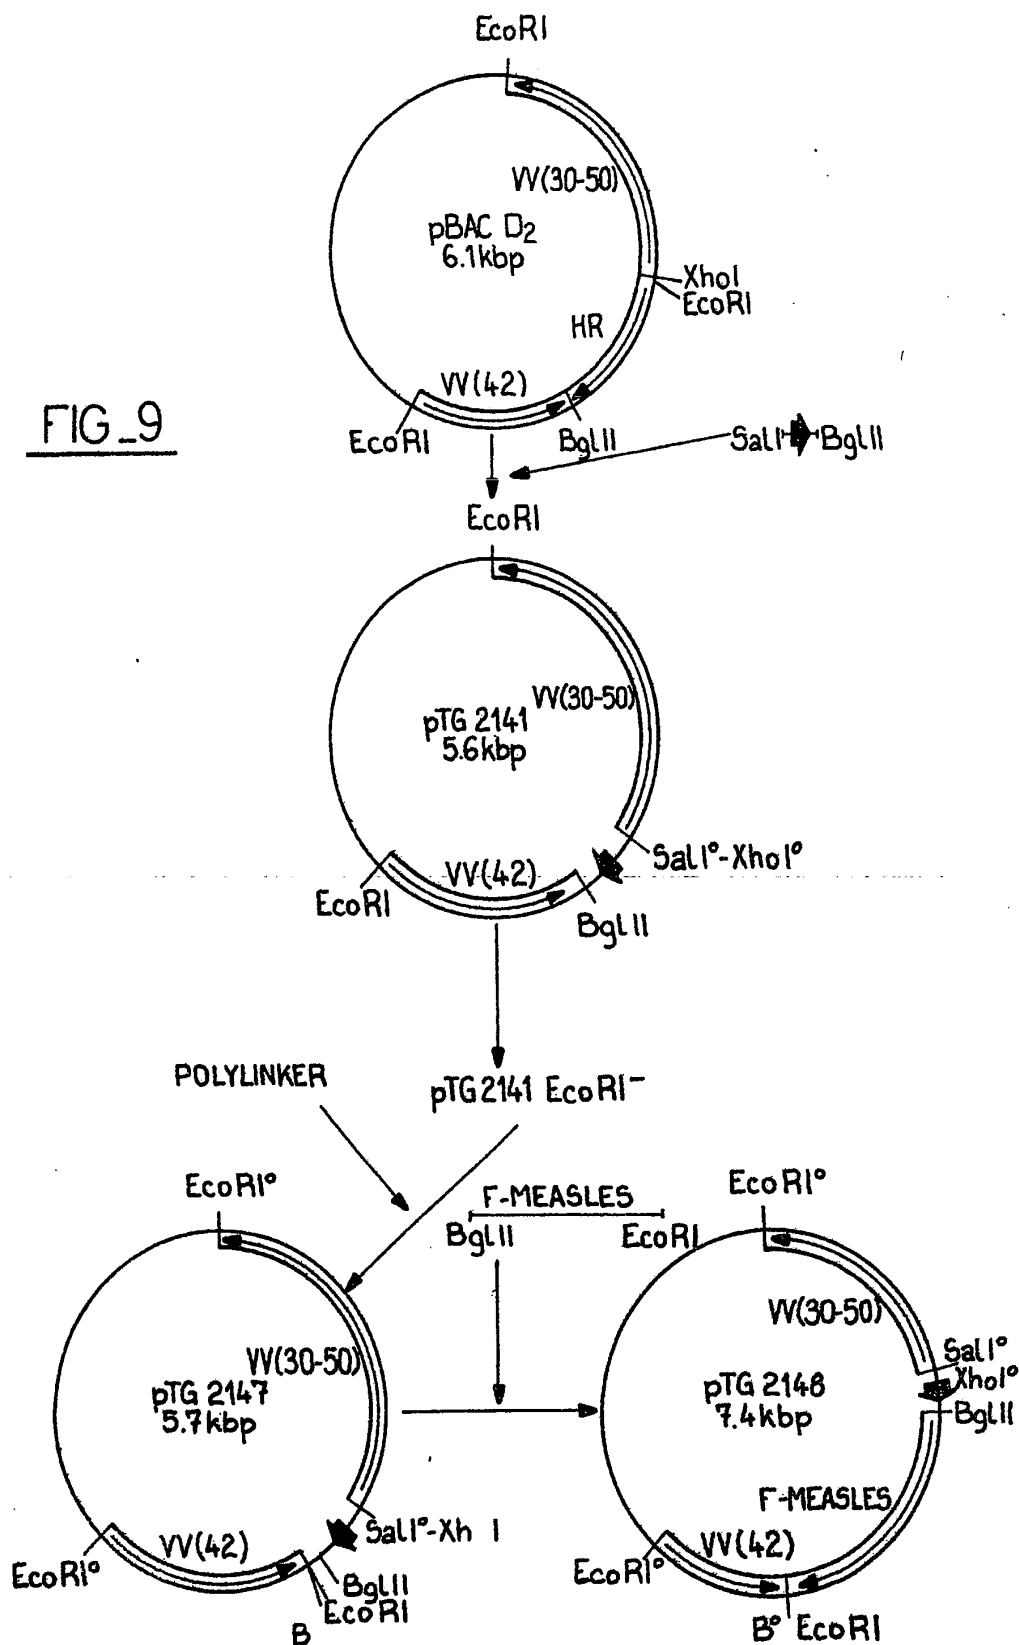 EcoRI
VV(30-50)
pBAC D2
6.1kbp
XhoI
EcoRI
HR
VV(42)
FIG_9
EcoRI
BglII
SalI
BglII
EcoRI
VV(30-50)
pTG 2141
5.6kbp
SalI°-XhoI°
VV(42)
EcoRI
BglII
POLYLINKER
pTG2141 EcoRI-
EcoRI°
F-MEASLES
BglII
EcoRI
EcoRI°
VV(30-50)
VV(30-50)
SalI°
XhoI°
BglII
pTG 2147
5.7kbp
pTG 2148
7.4kbp
F-MEASLES
SalI°-Xh I
VV(42)
EcoRI°
BglII
EcoRI
B
VV(42)
EcoRI°
B° EcoRI